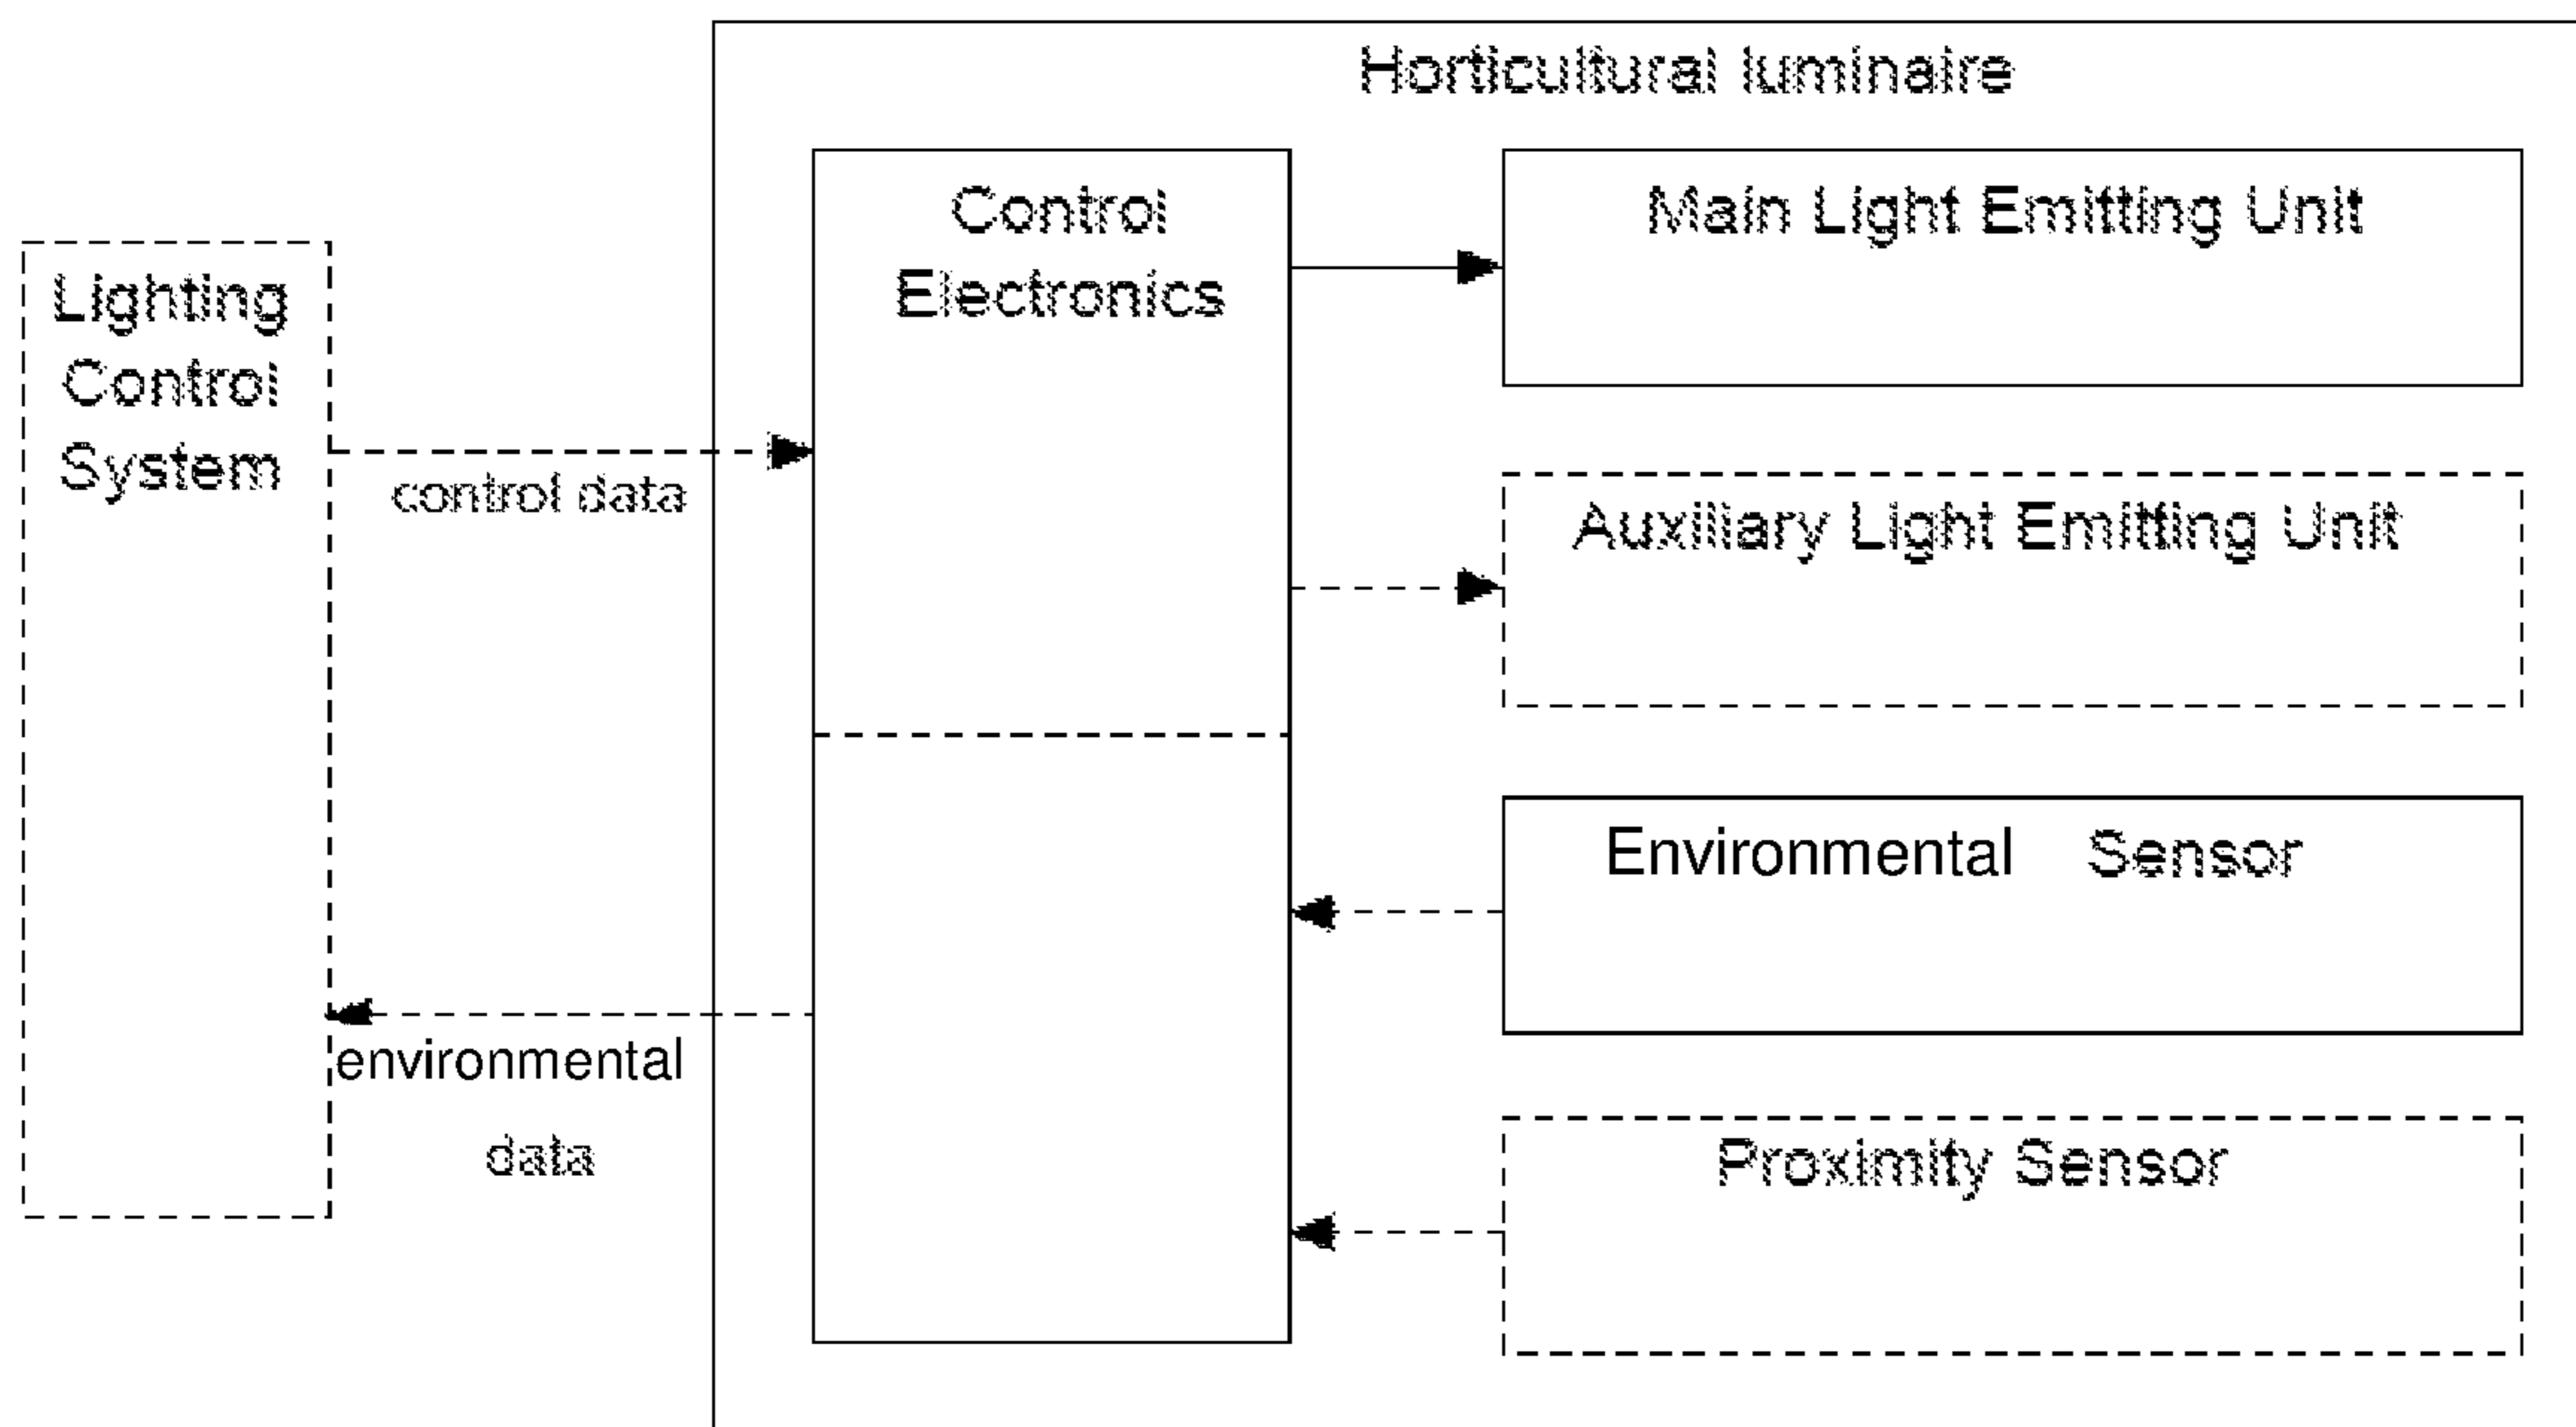 Horticultural luminaire
Lighting
Control
System
control data
environmental
data
Control
Electronics
Main Light Emitting Unit
Auxiliary Light Emitting Unit
Environmental Sensor
Proximity Sensor